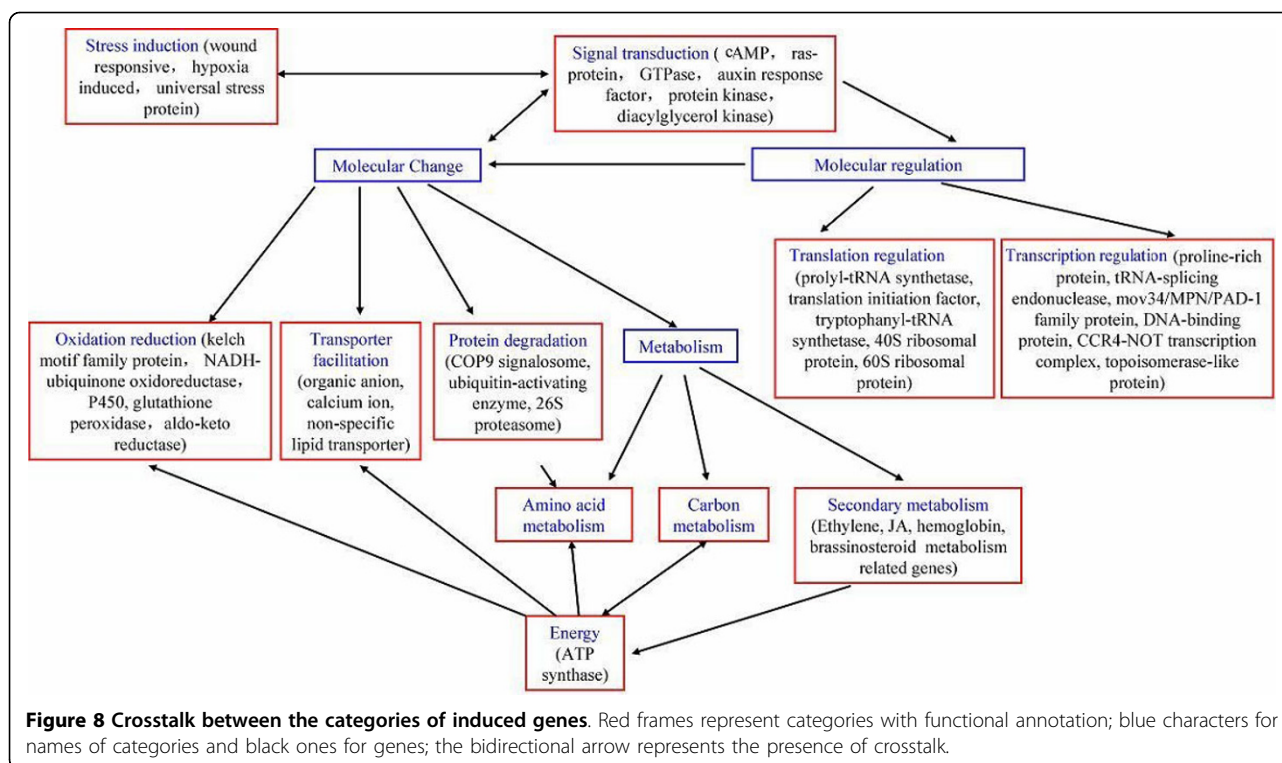 Stress induction (wound
responsive, hypoxia
induced, universal stress
protein)
Signal transduction ( cAMP, ras-
protein, GTPase, auxin response
factor, protein kinase,
diacylglycerol kinase)
Molecular Change
Molecular regulation
Translation regulation
(prolyl-tRNA synthetase,
translation initiation factor,
tryptophanyl-tRNA
synthetase, 40S ribosomal
protein, 60S ribosomal
protein)
Transcription regulation (proline-rich
protein, tRNA-splicing
endonuclease, mov34/MPN/PAD-1
family protein, DNA-binding
protein, CCR4-NOT transcription
complex, topoisomerase-like
protein)
Oxidation reduction (kelch
motif family protein, NADH-
ubiquinone oxidoreductase,
P450, glutathione
peroxidase, aldo-keto
reductase)
Transporter
facilitation
(organic anion,
calcium ion,
non-specific
lipid transporter)
Protein degradation
(COP9 signalosome,
ubiquitin-activating
enzyme, 26S
proteasome)
Metabolism
Amino acid
metabolism
Carbon
metabolism
Secondary metabolism
(Ethylene, JA, hemoglobin,
brassinosteroid metabolism
related genes)
Energy
(ATP
synthase)
Figure 8 Crosstalk between the categories of induced genes. Red frames represent categories with functional annotation; blue characters for
names of categories and black ones for genes; the bidirectional arrow represents the presence of crosstalk.